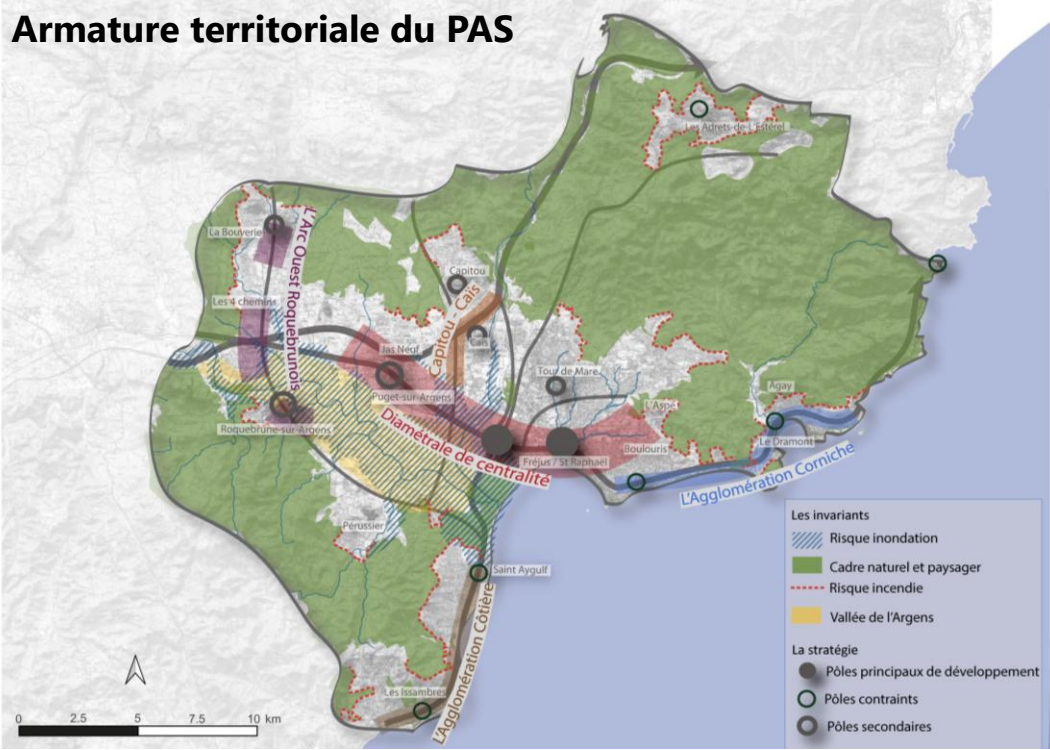 Armature territoriale du PAS
Les Adrets-de-L'Estérel
La Bouverie
L'Arc Ouest Roquebrunois
Capitou
Les 4 chemins
Capitou - Caïs
Caïs
Jas Neuf
Tour de Mare
Puget-sur-Argens
Agay
L'Aspé
Roquebrune-sur-Argens
Diamétrale de centralité
Boulouris
Le Dramont
Fréjus / St Raphaël
L'Agglomération Corniche
Pérussier
Saint Aygulf
L'Agglomération Côtière
Les Issambres
0 2.5 5 7.5 10 km
Les invariants
Risque inondation
Cadre naturel et paysager
Risque incendie
Vallée de l'Argens
La stratégie
Pôles principaux de développement
Pôles contraints
Pôles secondaires